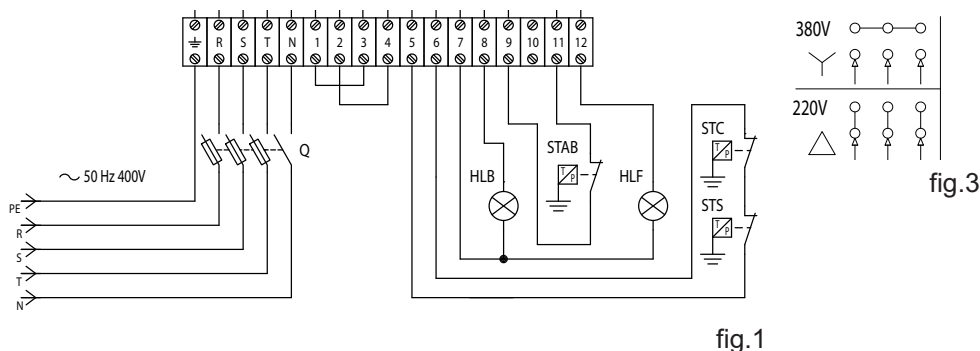 R S T N 1 2 3 4 5 6 7 8 9 10 11 12
Q
~ 50 Hz 400V
PE
R
S
T
N
HLB
STAB
T P
HLF
STC
T P
STS
T P
fig.1
380V
220V
fig.3